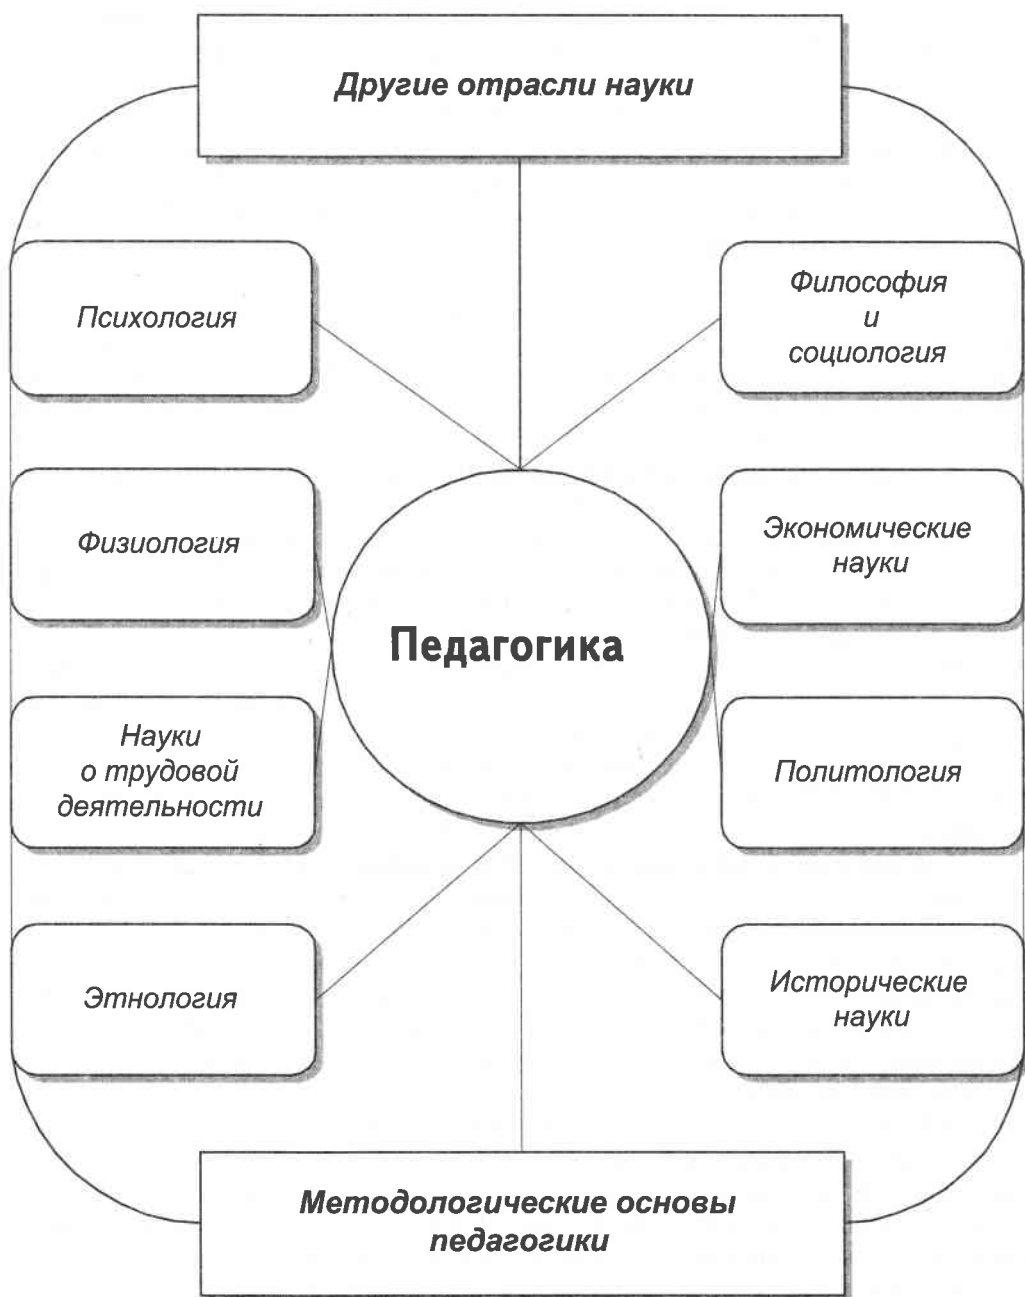 Другие отрасли науки
Психология
Философия
и
социология
Физиология
Экономические
науки
Педагогика
Науки
о трудовой
деятельности
Политология
Этнология
Исторические
науки
Методологические основы
педагогики